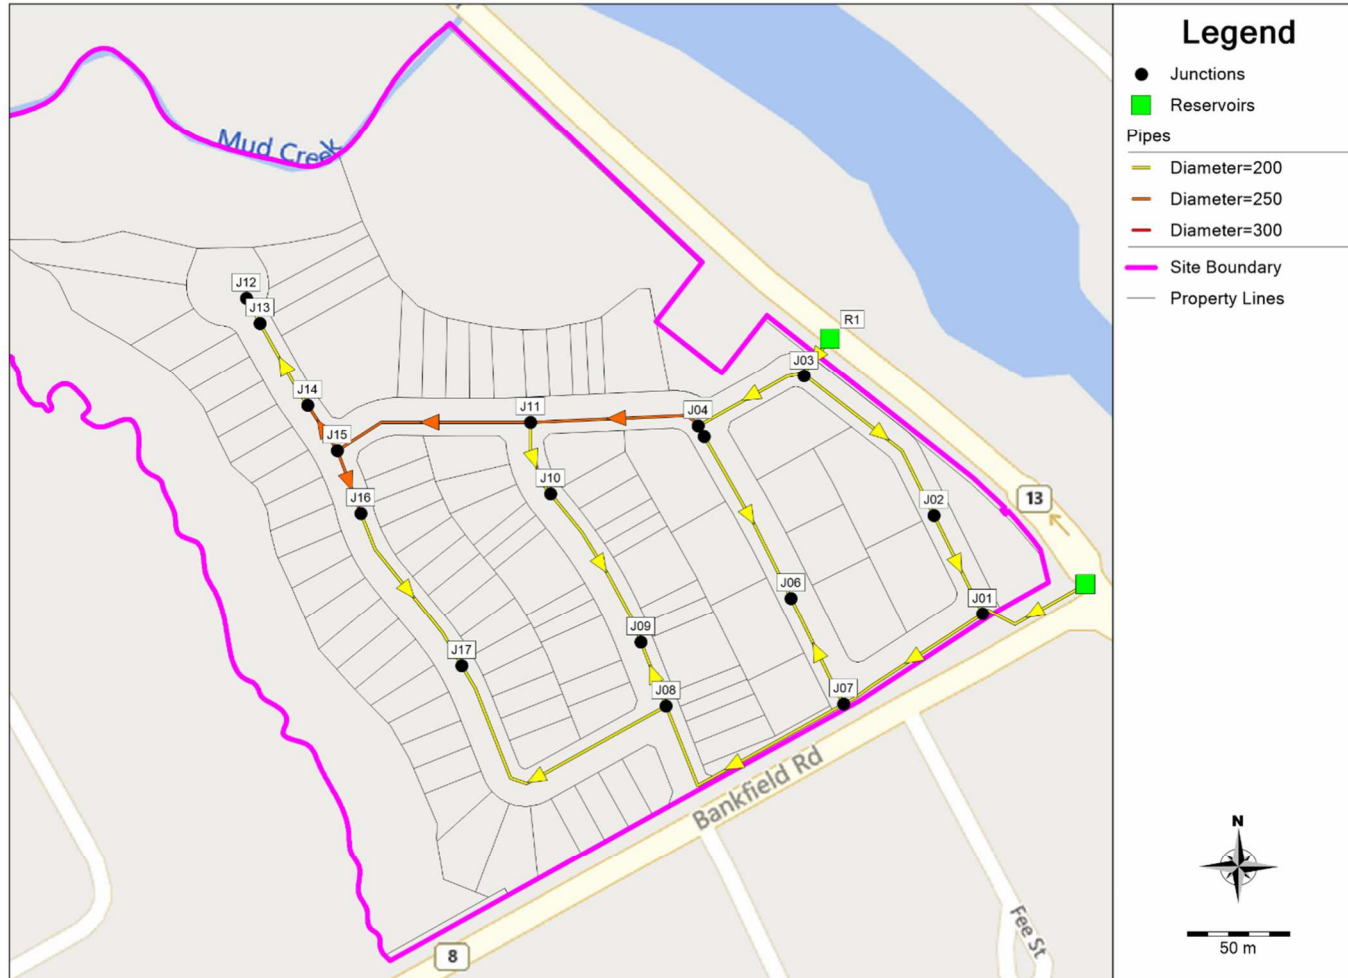 Legend
Junctions
Reservoirs
Pipes
Diameter=200
Diameter=250
Diameter=300
Site Boundary
Property Lines
Mud Creek
R1
J12
J13
J03
J14
J11
J04
J15
J10
J16
J02
13
J06
J01
J09
J17
J08
J07
Bankfield Rd
Fee St
8
N
50 m